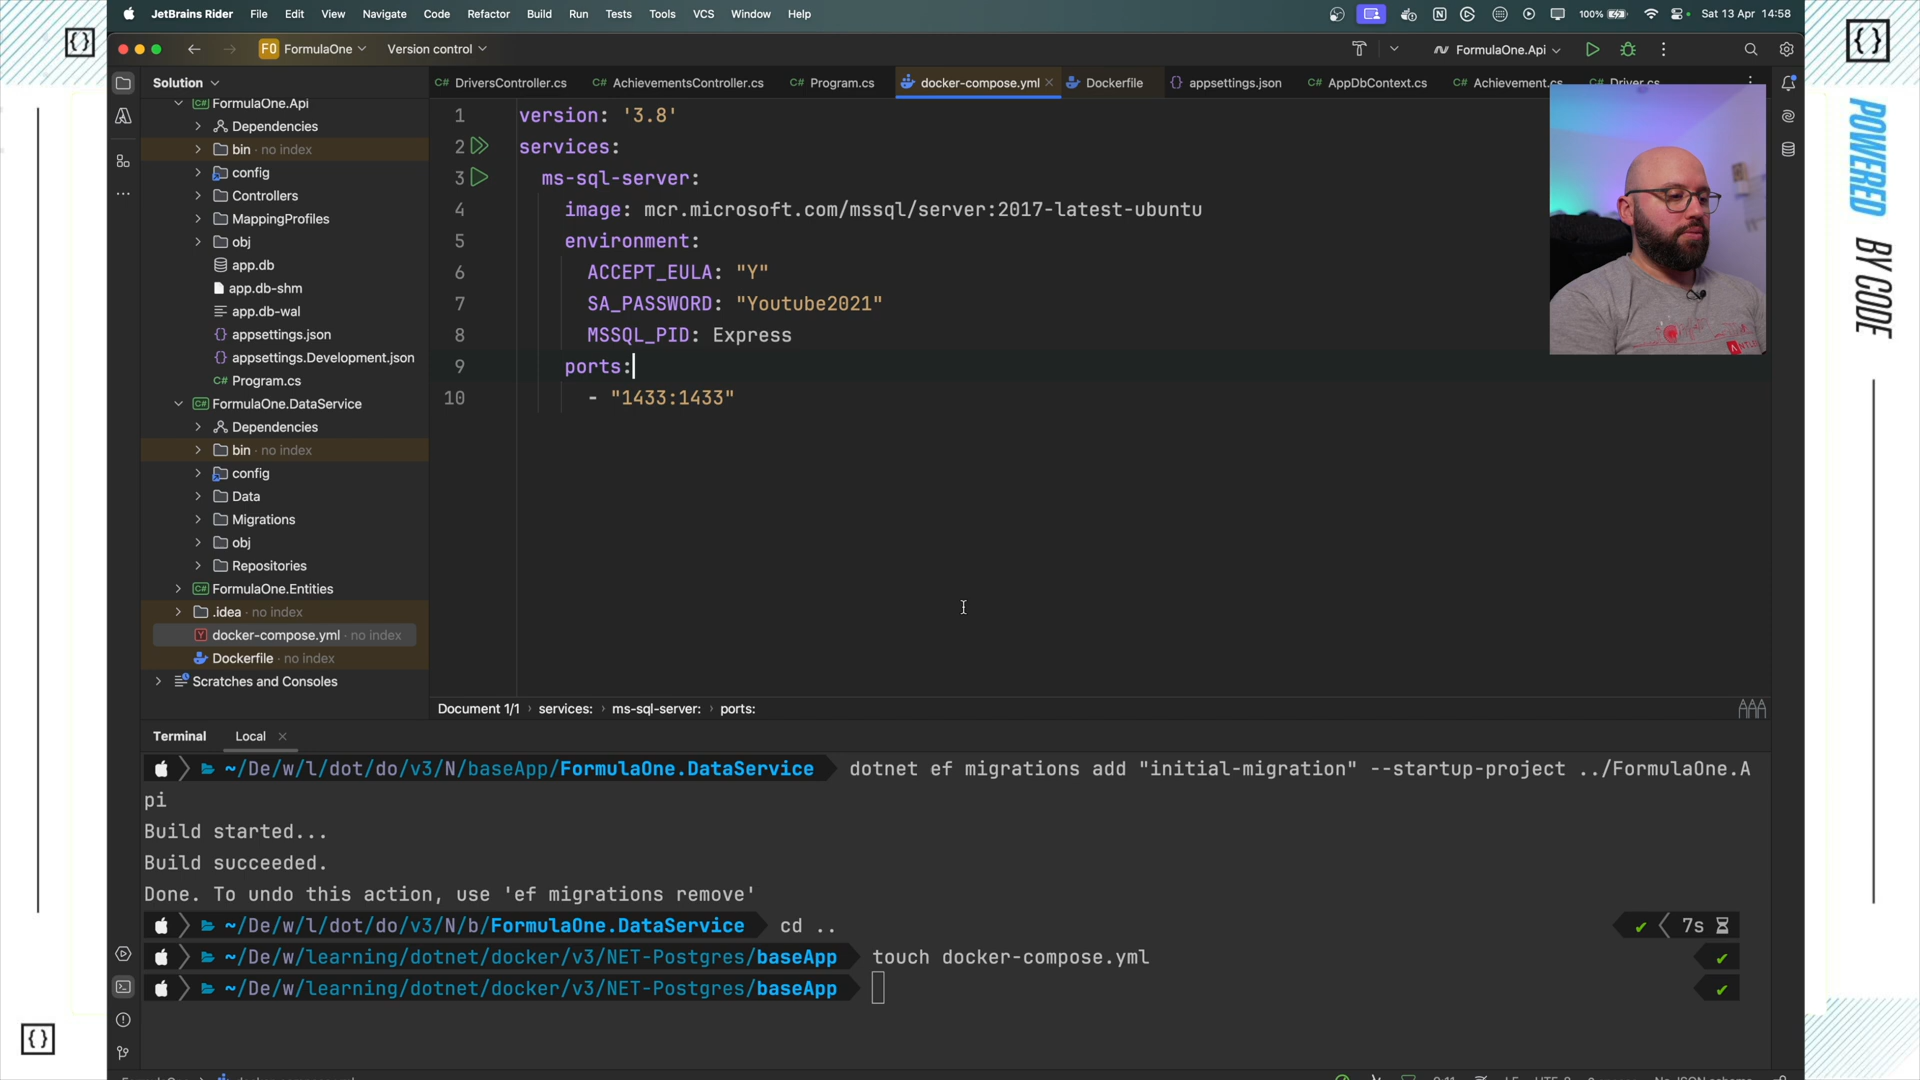 JetBrains Rider File Edit View Navigate Code Refactor Build Run Tests Tools VCS Window Help 100% Sat 13 Apr 14:58
F0 FormulaOne Version control FormulaOne.Api
Solution
C# DriversController.cs C# AchievementsController.cs C# Program.cs docker-compose.yml Dockerfile {} appsettings.json C# AppDbContext.cs C# Achievement.cs C# Driver.cs
C# FormulaOne.Api
Dependencies
bin · no index
config
Controllers
MappingProfiles
obj
app.db
app.db-shm
app.db-wal
{} appsettings.json
{} appsettings.Development.json
C# Program.cs
C# FormulaOne.DataService
Dependencies
bin · no index
config
Data
Migrations
obj
Repositories
C# FormulaOne.Entities
.idea · no index
Y docker-compose.yml · no index
Dockerfile · no index
Scratches and Consoles
1 version: '3.8'
2 services:
3 ms-sql-server:
4 image: mcr.microsoft.com/mssql/server:2017-latest-ubuntu
5 environment:
6 ACCEPT_EULA: "Y"
7 SA_PASSWORD: "Youtube2021"
8 MSSQL_PID: Express
9 ports:
10 - "1433:1433"
Document 1/1 › services: › ms-sql-server: › ports:
Terminal Local
~/De/w/l/dot/do/v3/N/baseApp/FormulaOne.DataService dotnet ef migrations add "initial-migration" --startup-project ../FormulaOne.A
pi
Build started...
Build succeeded.
Done. To undo this action, use 'ef migrations remove'
~/De/w/l/dot/do/v3/N/b/FormulaOne.DataService cd .. 7s
~/De/w/learning/dotnet/docker/v3/NET-Postgres/baseApp touch docker-compose.yml
~/De/w/learning/dotnet/docker/v3/NET-Postgres/baseApp
{}
{}
{}
POWERED BY CODE